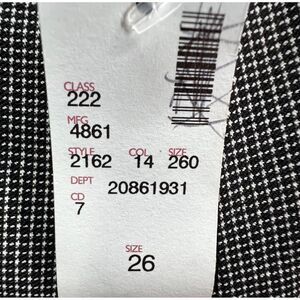 CLASS
222
MFG
4861
STYLE COL SIZE
2162 14 260
DEPT 20861931
CD
7
SIZE
26